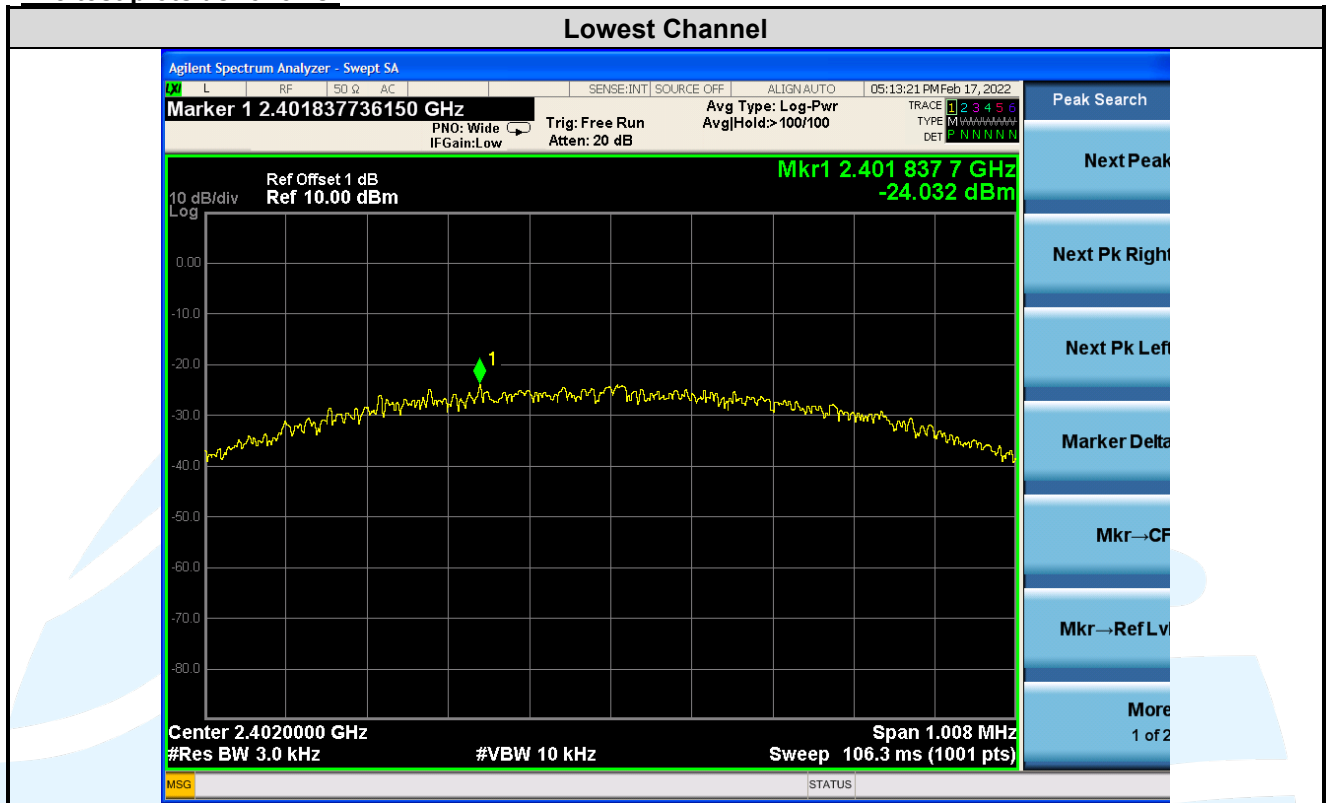 Lowest Channel
Agilent Spectrum Analyzer - Swept SA
LXI L RF 50 Ω AC SENSE:INT SOURCE OFF ALIGN AUTO 05:13:21 PM Feb 17, 2022
Marker 1 2.401837736150 GHz
PNO: Wide
IFGain:Low
Trig: Free Run
Atten: 20 dB
Avg Type: Log-Pwr
Avg|Hold:> 100/100
TRACE 1 2 3 4 5 6
TYPE M
DET P N N N N N
Peak Search
Mkr1 2.401 837 7 GHz
-24.032 dBm
Ref Offset 1 dB
10 dB/div Ref 10.00 dBm
Log
0.00
-10.0
-20.0
-30.0
-40.0
-50.0
-60.0
-70.0
-80.0
1
Center 2.4020000 GHz Span 1.008 MHz
#Res BW 3.0 kHz #VBW 10 kHz Sweep 106.3 ms (1001 pts)
Next Peak
Next Pk Right
Next Pk Left
Marker Delta
Mkr→CF
Mkr→Ref Lvl
More
1 of 2
MSG STATUS